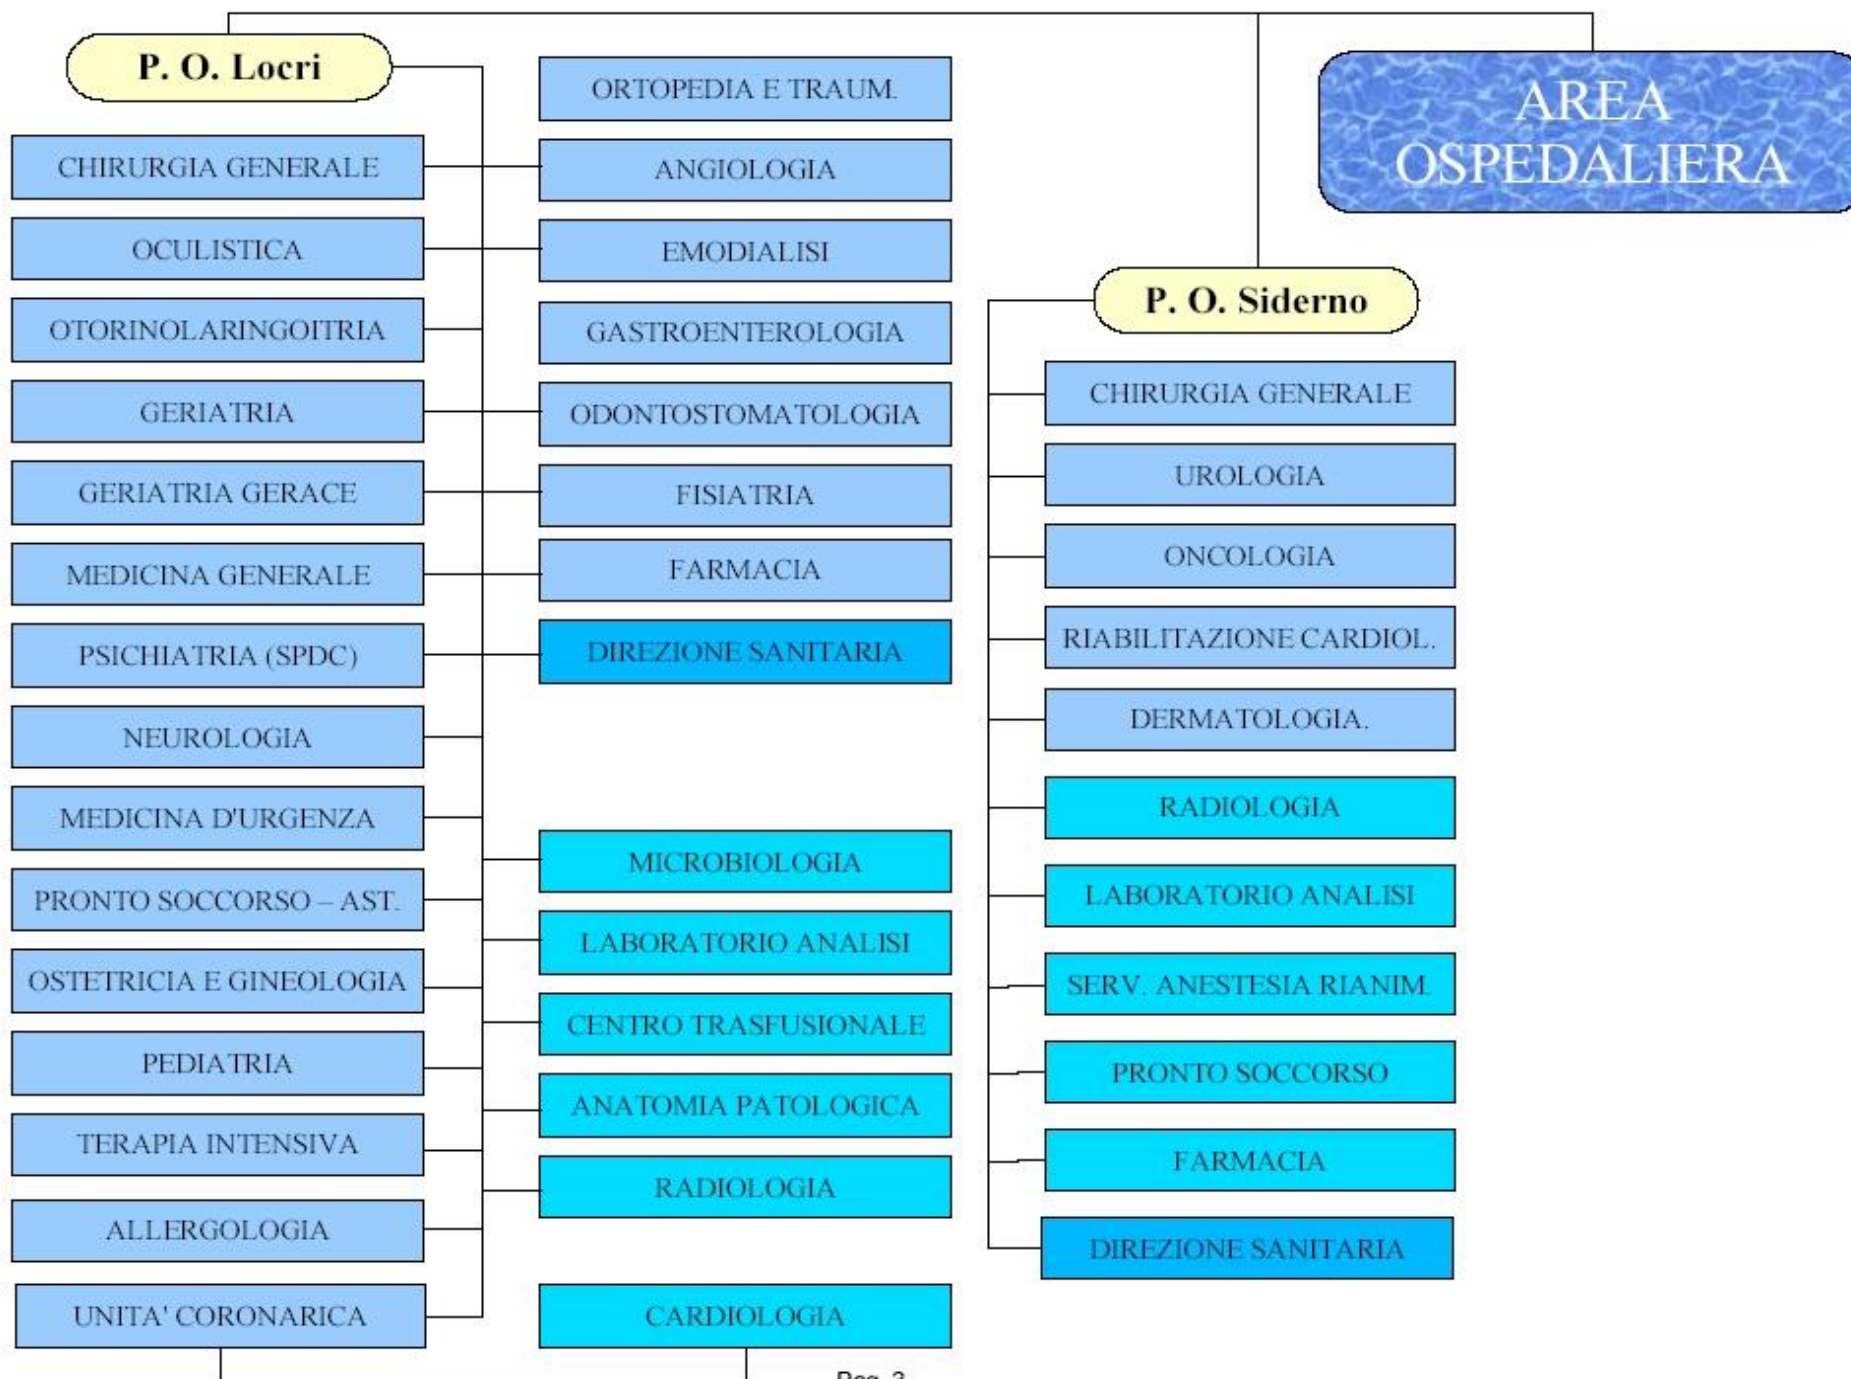 P. O. Locri
CHIRURGIA GENERALE
OCULISTICA
OTORINOLARINGOITRIA
GERIATRIA
GERIATRIA GERACE
MEDICINA GENERALE
PSICHIATRIA (SPDC)
NEUROLOGIA
MEDICINA D'URGENZA
PRONTO SOCCORSO – AST.
OSTETRICIA E GINEOLOGIA
PEDIATRIA
TERAPIA INTENSIVA
ALLERGOLOGIA
UNITA' CORONARICA
ORTOPEDIA E TRAUM.
ANGIOLOGIA
EMODIALISI
GASTROENTEROLOGIA
ODONTOSTOMATOLOGIA
FISIATRIA
FARMACIA
DIREZIONE SANITARIA
MICROBIOLOGIA
LABORATORIO ANALISI
CENTRO TRASFUSIONALE
ANATOMIA PATOLOGICA
RADIOLOGIA
CARDIOLOGIA
AREA
OSPEDALIERA
P. O. Siderno
CHIRURGIA GENERALE
UROLOGIA
ONCOLOGIA
RIABILITAZIONE CARDIOL.
DERMATOLOGIA.
RADIOLOGIA
LABORATORIO ANALISI
SERV. ANESTESIA RIANIM.
PRONTO SOCCORSO
FARMACIA
DIREZIONE SANITARIA